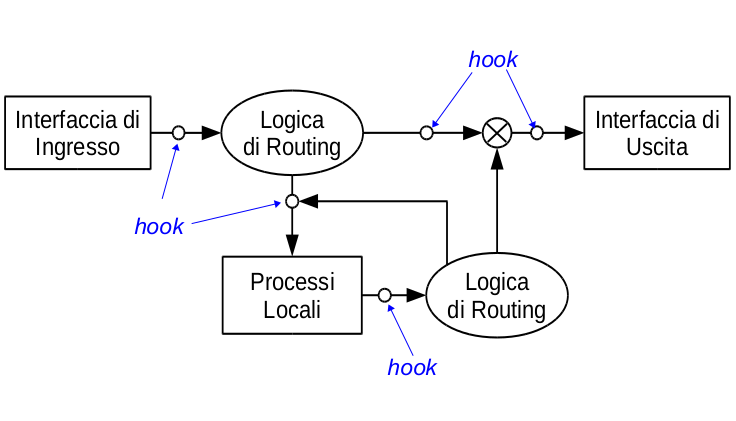 hook
Interfaccia di
Ingresso
Logica
di Routing
Interfaccia di
Uscita
hook
Processi
Locali
Logica
di Routing
hook